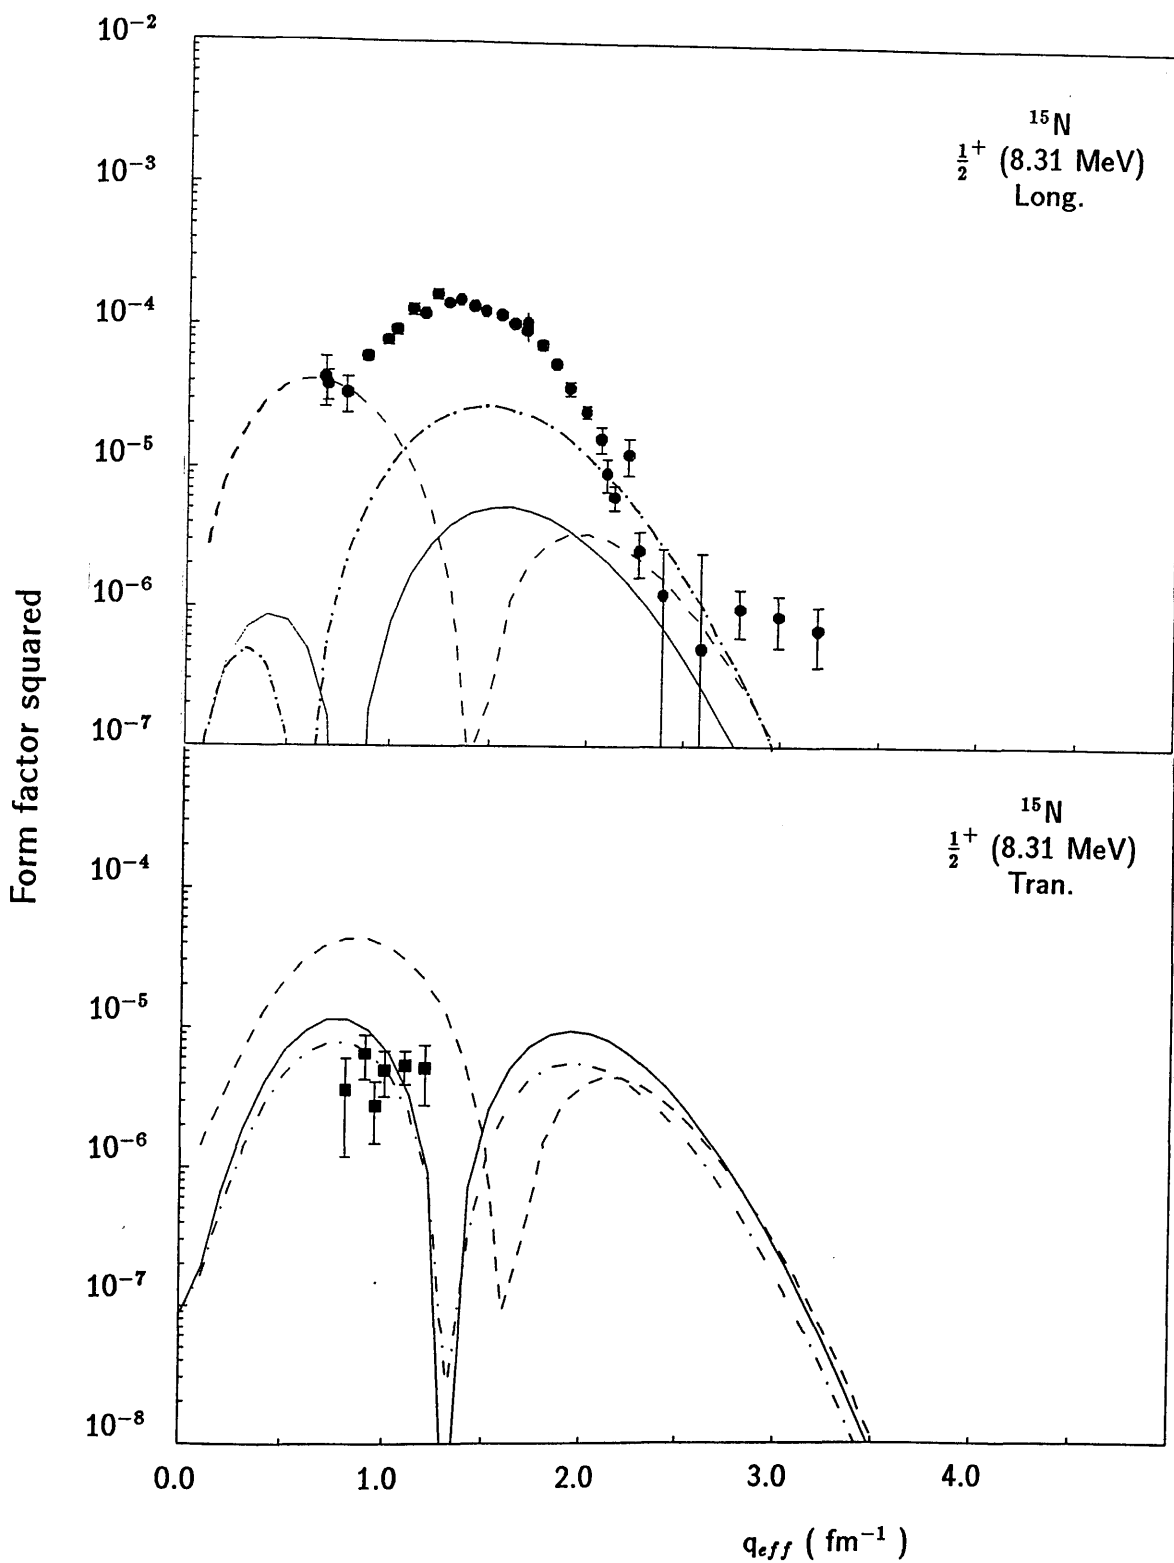 10⁻²
10⁻³
10⁻⁴
10⁻⁵
10⁻⁶
10⁻⁷
¹⁵N
½⁺ (8.31 MeV)
Long.
Form factor squared
10⁻⁴
10⁻⁵
10⁻⁶
10⁻⁷
10⁻⁸
¹⁵N
½⁺ (8.31 MeV)
Tran.
0.0 1.0 2.0 3.0 4.0
q_eff ( fm⁻¹ )